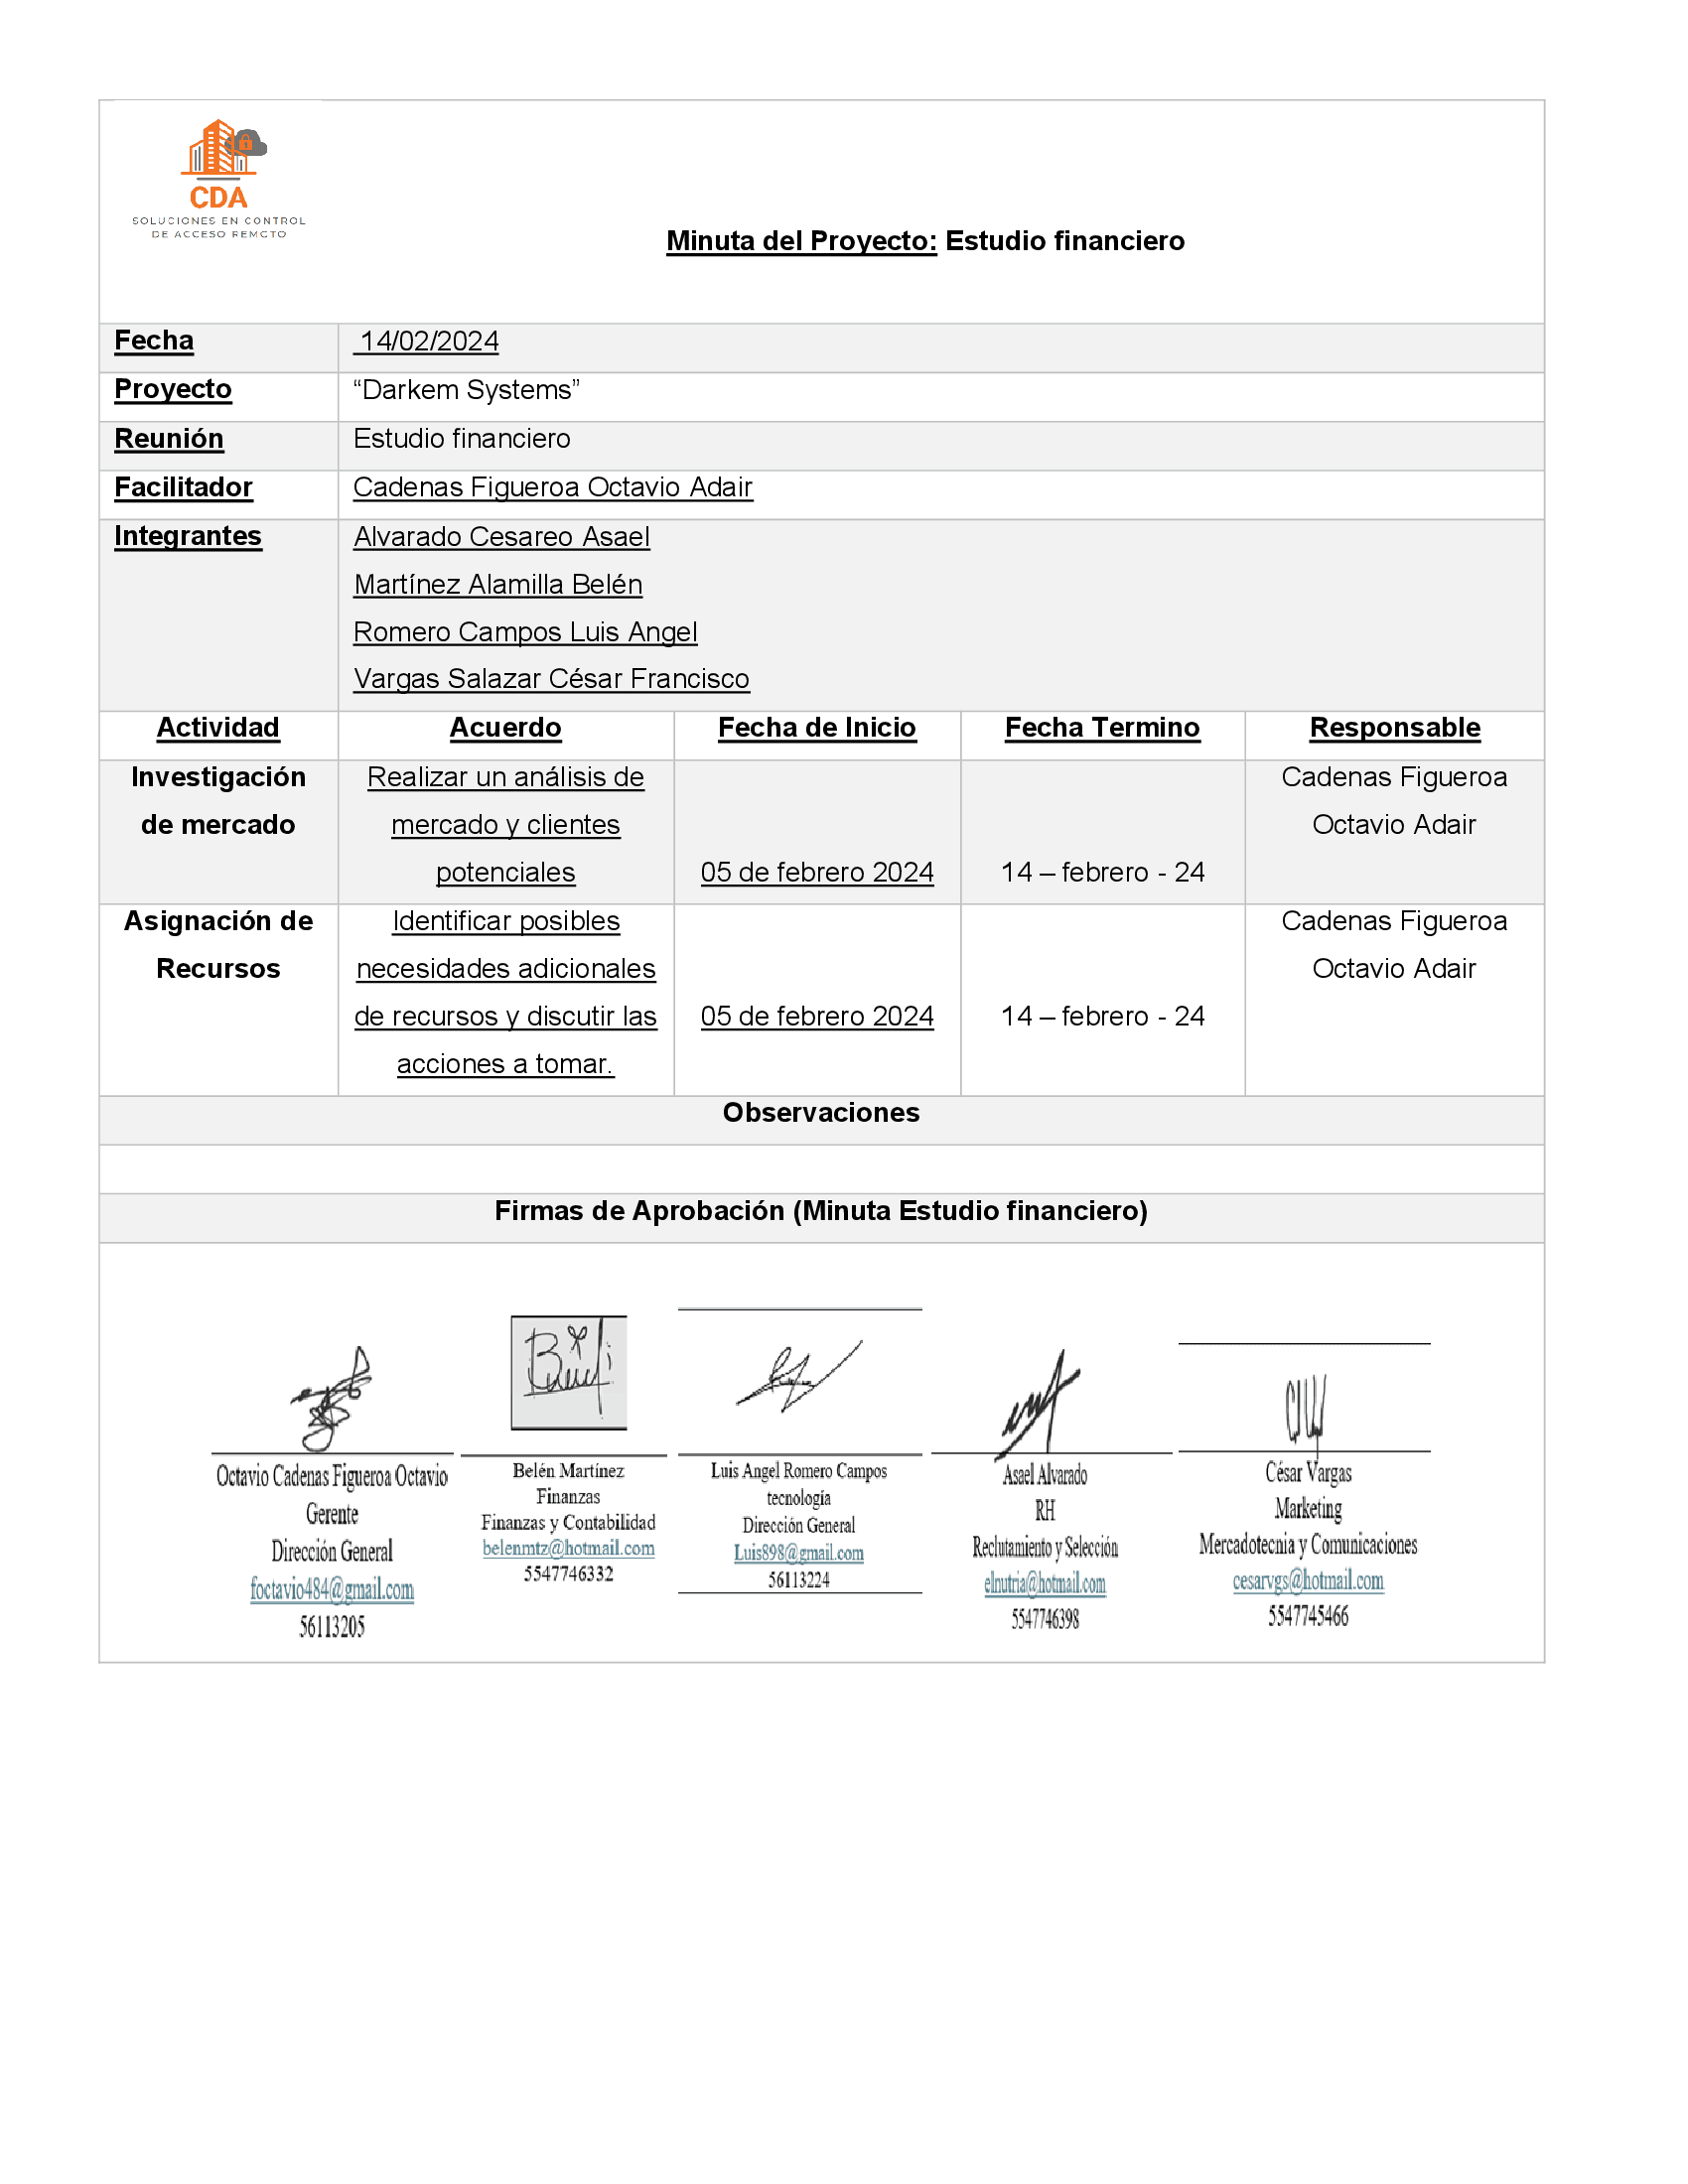 CDA
SOLUCIONES EN CONTROL
DE ACCESO REMOTO
Minuta del Proyecto: Estudio financiero
Fecha 14/02/2024
Proyecto “Darkem Systems”
Reunión Estudio financiero
Facilitador Cadenas Figueroa Octavio Adair
Integrantes Alvarado Cesareo Asael
Martínez Alamilla Belén
Romero Campos Luis Angel
Vargas Salazar César Francisco
Actividad Acuerdo Fecha de Inicio Fecha Termino Responsable
Investigación Realizar un análisis de Cadenas Figueroa
de mercado mercado y clientes Octavio Adair
potenciales 05 de febrero 2024 14 – febrero - 24
Asignación de Identificar posibles Cadenas Figueroa
Recursos necesidades adicionales Octavio Adair
de recursos y discutir las 05 de febrero 2024 14 – febrero - 24
acciones a tomar.
Observaciones
Firmas de Aprobación (Minuta Estudio financiero)
Octavio Cadenas Figueroa Octavio
Gerente
Dirección General
foctavio484@gmail.com
56113205
Belén Martínez
Finanzas
Finanzas y Contabilidad
belenmtz@hotmail.com
5547746332
Luis Angel Romero Campos
tecnología
Dirección General
Luis898@gmail.com
56113224
Asael Alvarado
RH
Reclutamiento y Selección
elnutria@hotmail.com
5547746398
César Vargas
Marketing
Mercadotecnia y Comunicaciones
cesarvgs@hotmail.com
5547745466